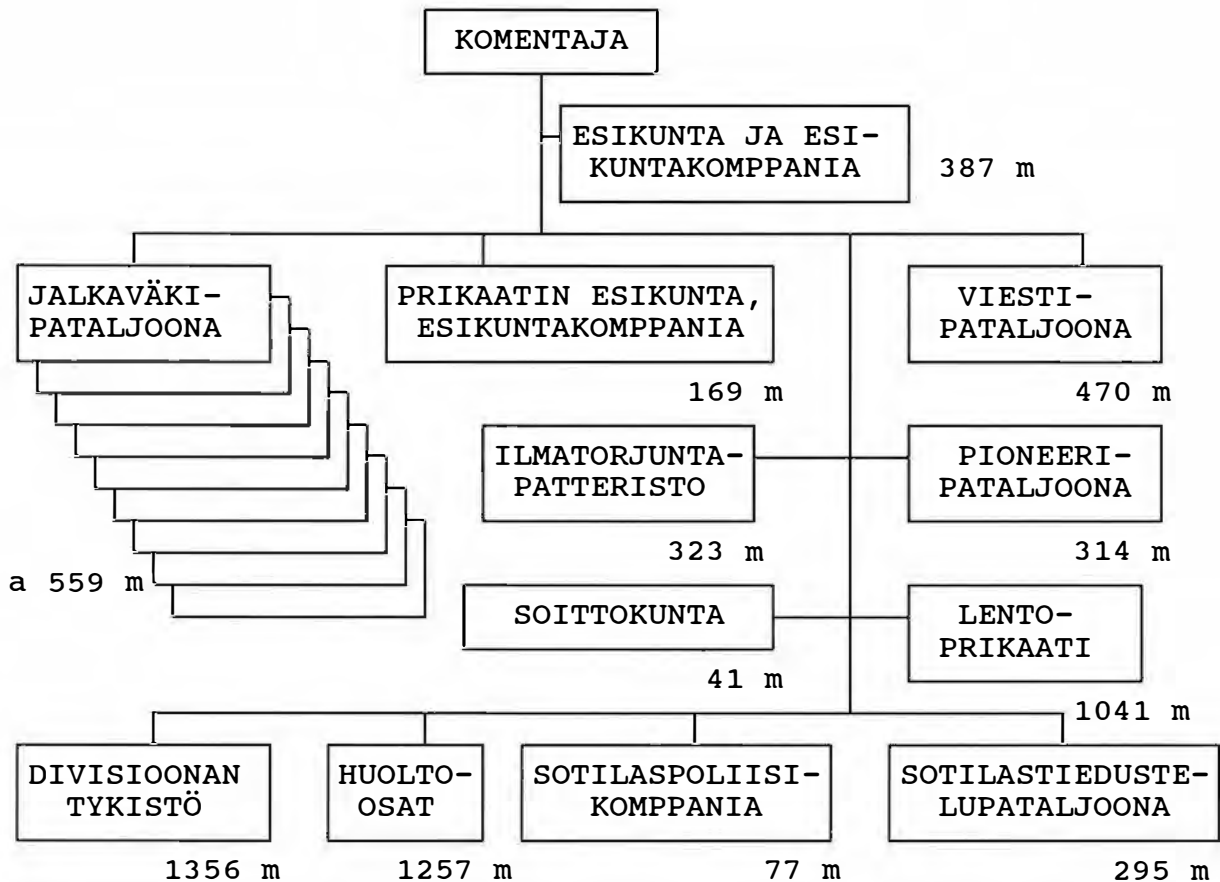 KOMENTAJA
ESIKUNTA JA ESI-
KUNTAKOMPPANIA
387 m
JALKAVÄKI-
PATALJOONA
a 559 m
PRIKAATIN ESIKUNTA,
ESIKUNTAKOMPPANIA
169 m
VIESTI-
PATALJOONA
470 m
ILMATORJUNTA-
PATTERISTO
323 m
PIONEERI-
PATALJOONA
314 m
SOITTOKUNTA
41 m
LENTO-
PRIKAATI
1041 m
DIVISIOONAN
TYKISTÖ
1356 m
HUOLTO-
OSAT
1257 m
SOTILASPOLIISI-
KOMPPANIA
77 m
SOTILASTIEDUSTE-
LUPATALJOONA
295 m